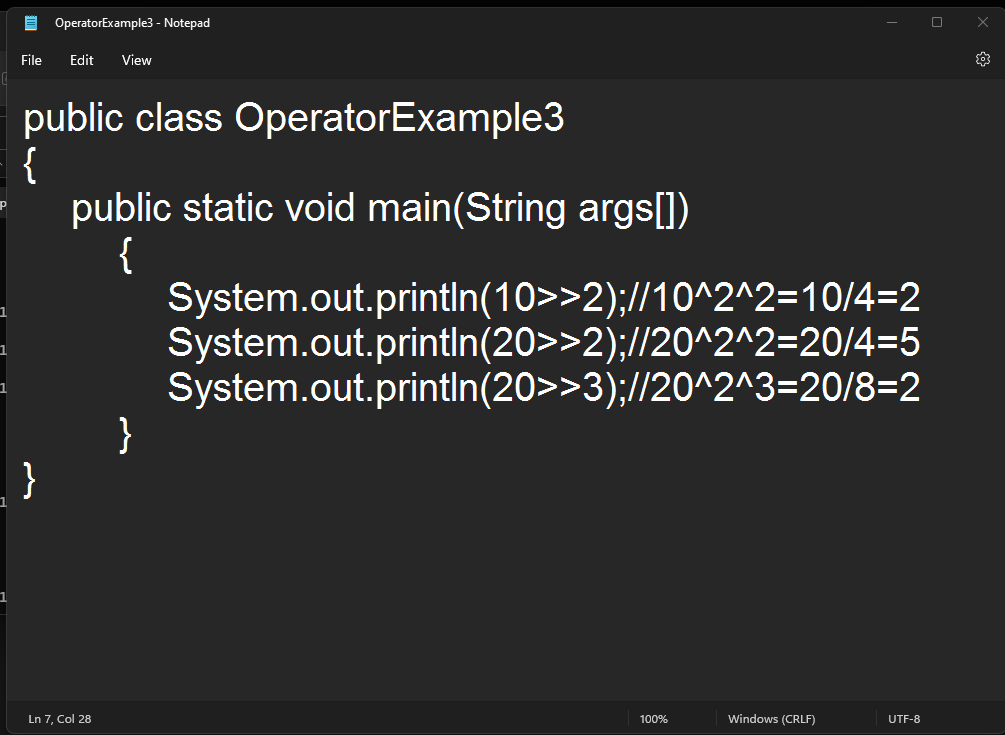 OperatorExample3 - Notepad
File Edit View
public class OperatorExample3
{
public static void main(String args[])
{
System.out.println(10>>2);//10^2^2=10/4=2
System.out.println(20>>2);//20^2^2=20/4=5
System.out.println(20>>3);//20^2^3=20/8=2
}
}
Ln 7, Col 28 100% Windows (CRLF) UTF-8